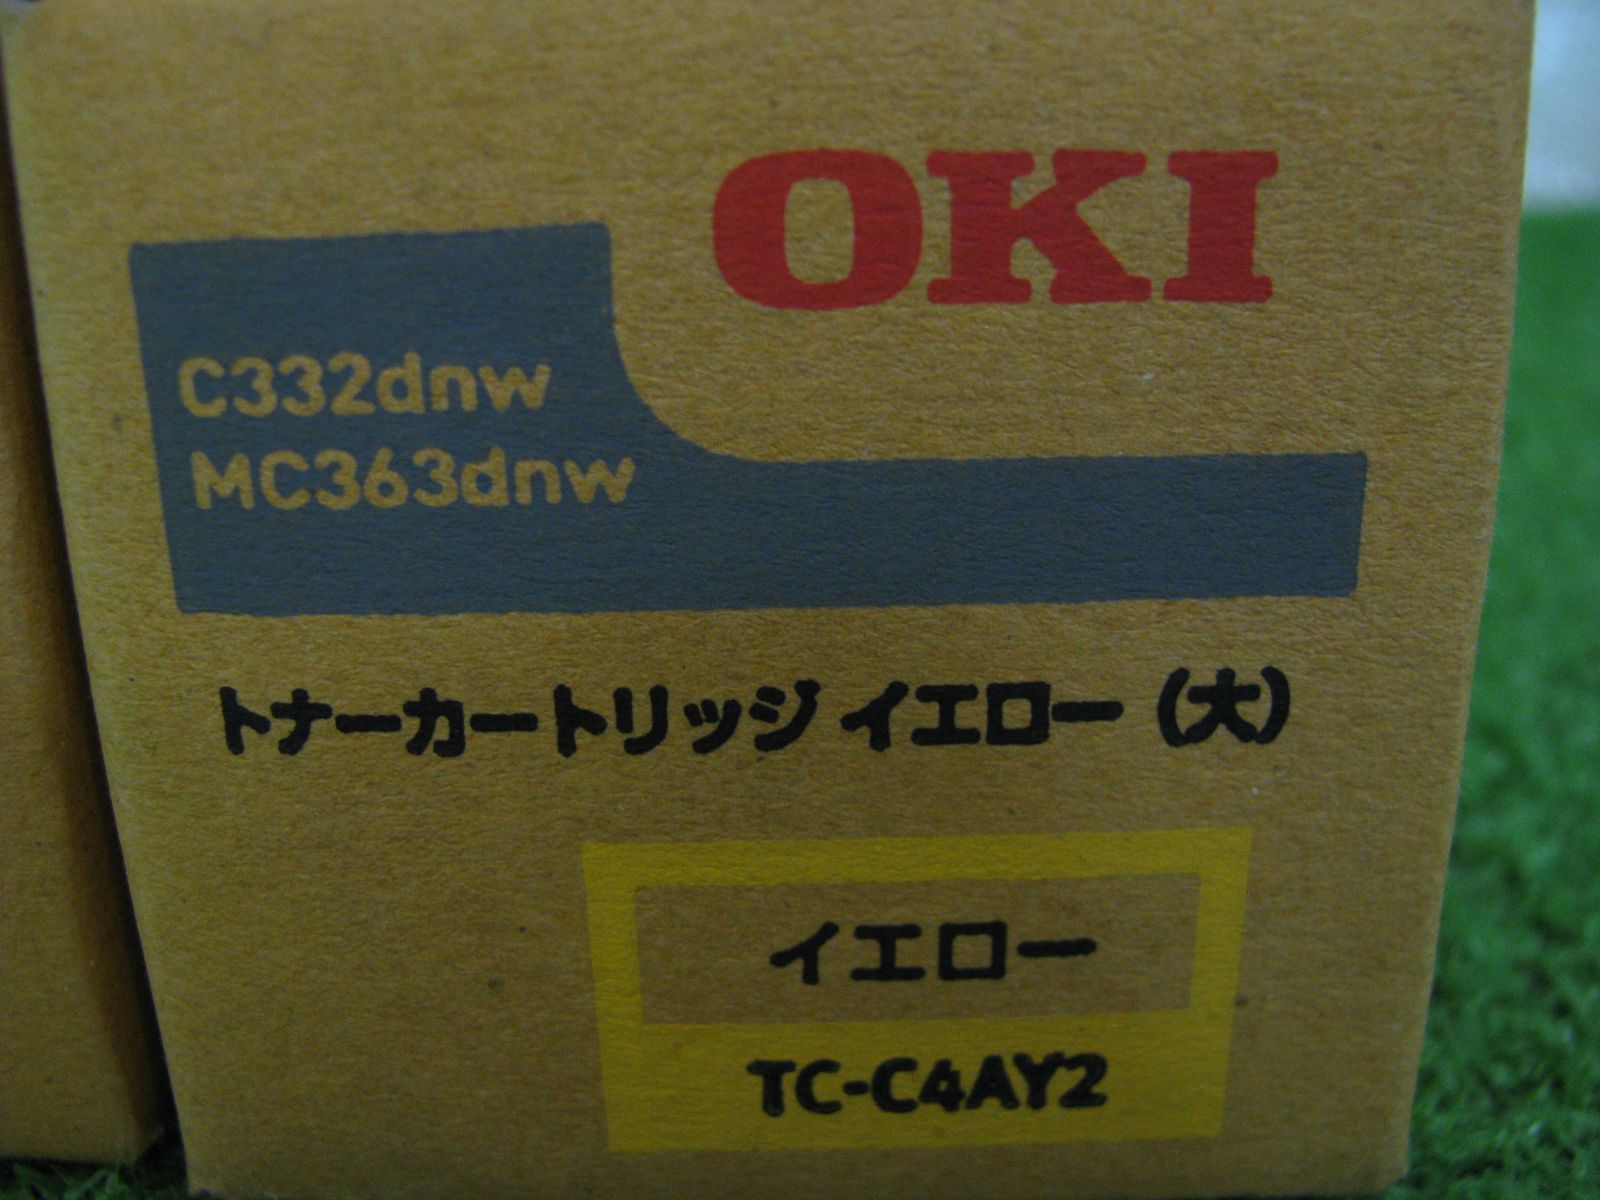 OKI
C332dnw
MC363dnw
トナーカートリッジ イエロー（大）
イエロー
TC-C4AY2